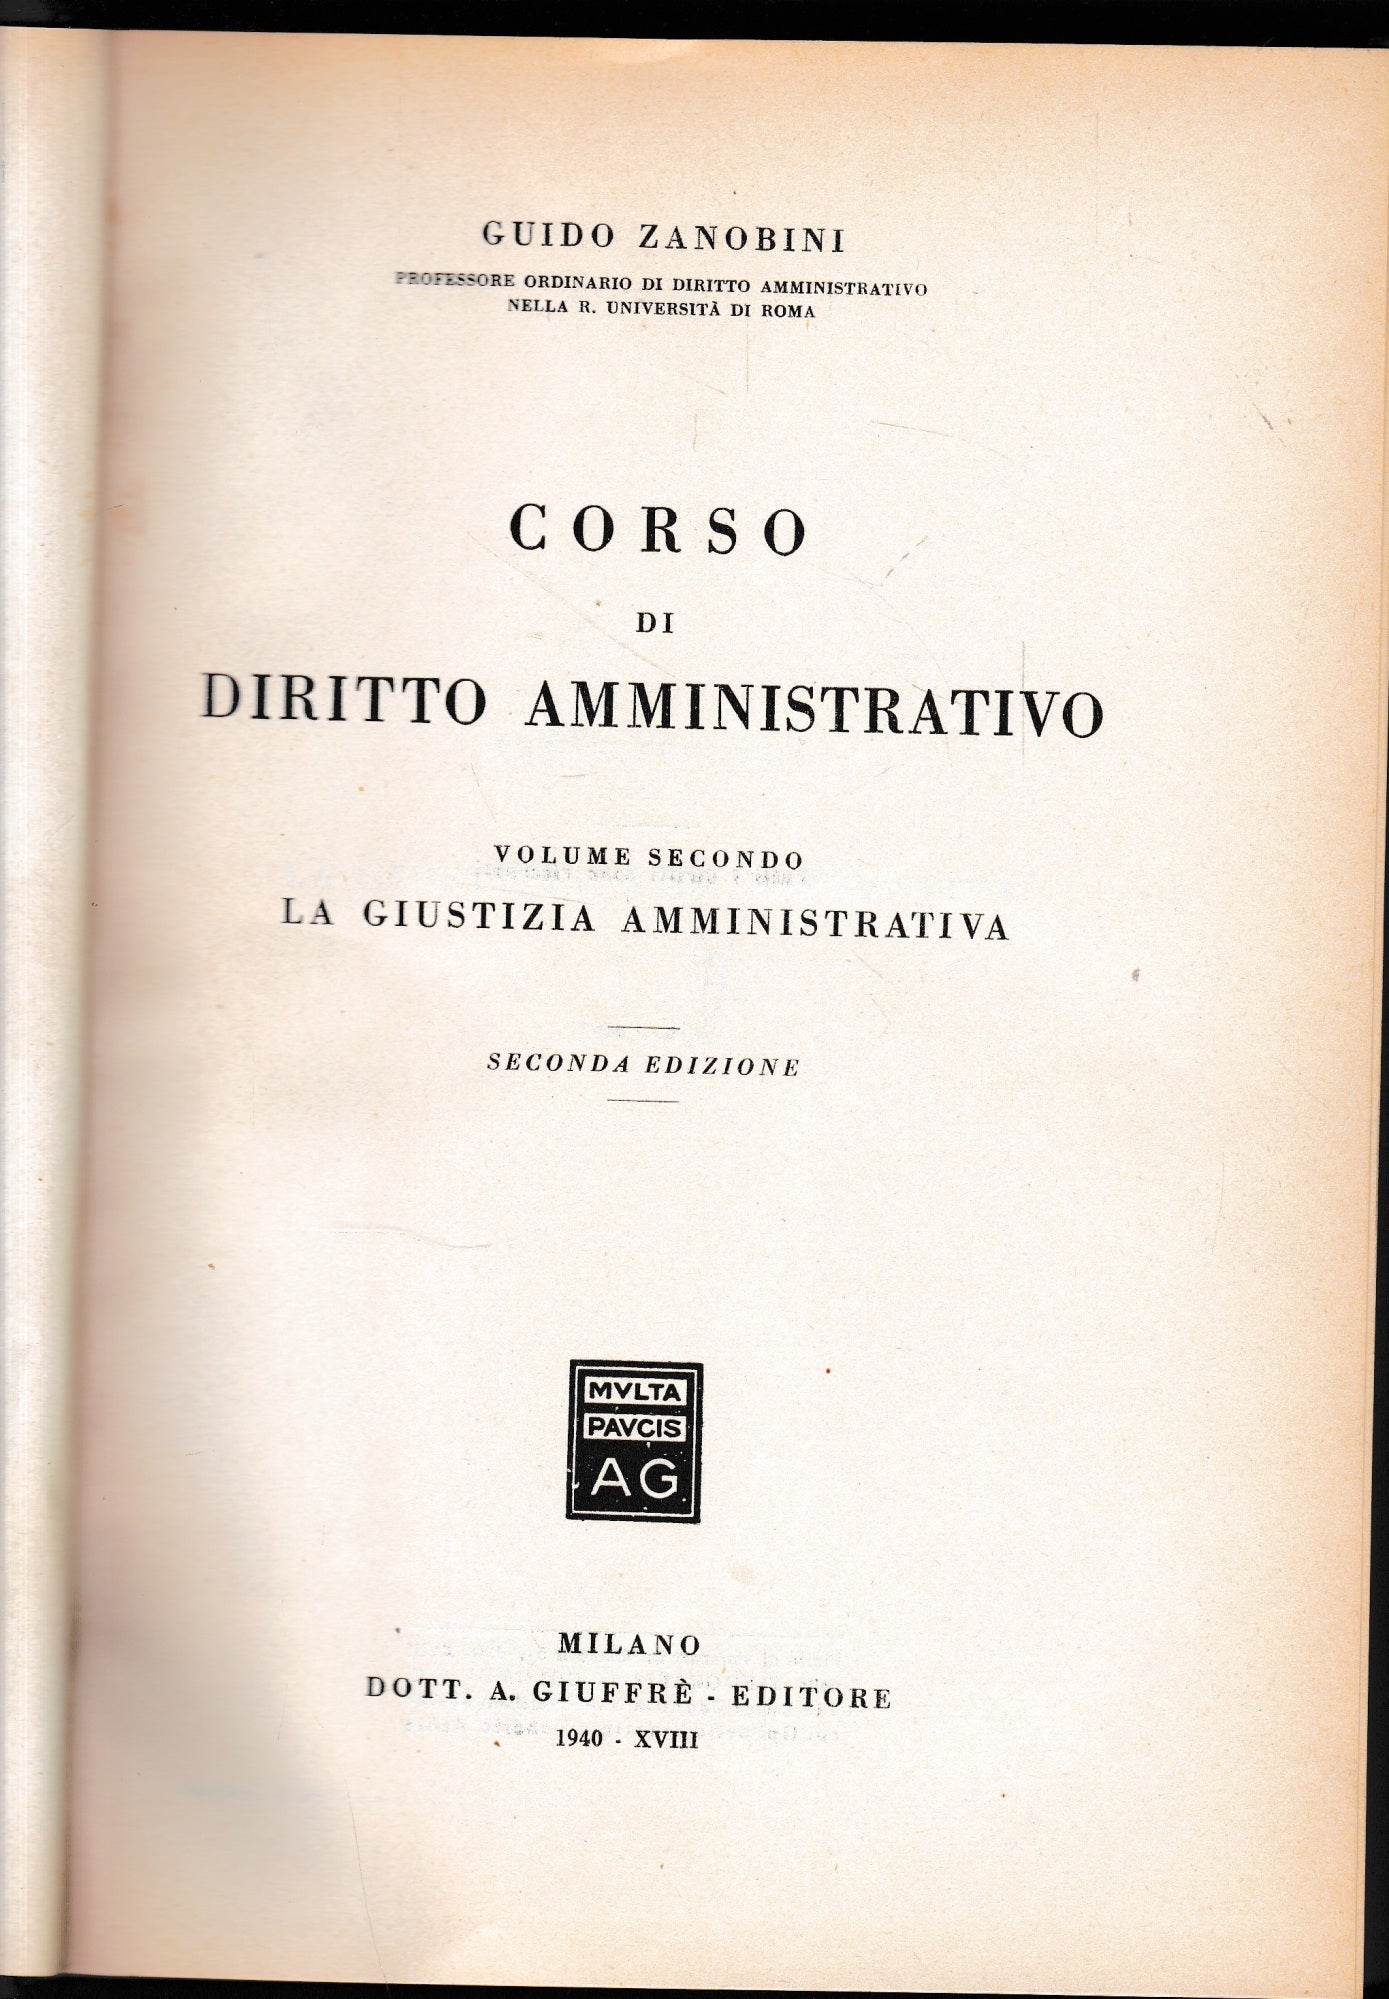 GUIDO ZANOBINI
PROFESSORE ORDINARIO DI DIRITTO AMMINISTRATIVO
NELLA R. UNIVERSITÀ DI ROMA
CORSO
DI
DIRITTO AMMINISTRATIVO
VOLUME SECONDO
LA GIUSTIZIA AMMINISTRATIVA
SECONDA EDIZIONE
MVLTA
PAVCIS
AG
MILANO
DOTT. A. GIUFFRÈ - EDITORE
1940 - XVIII